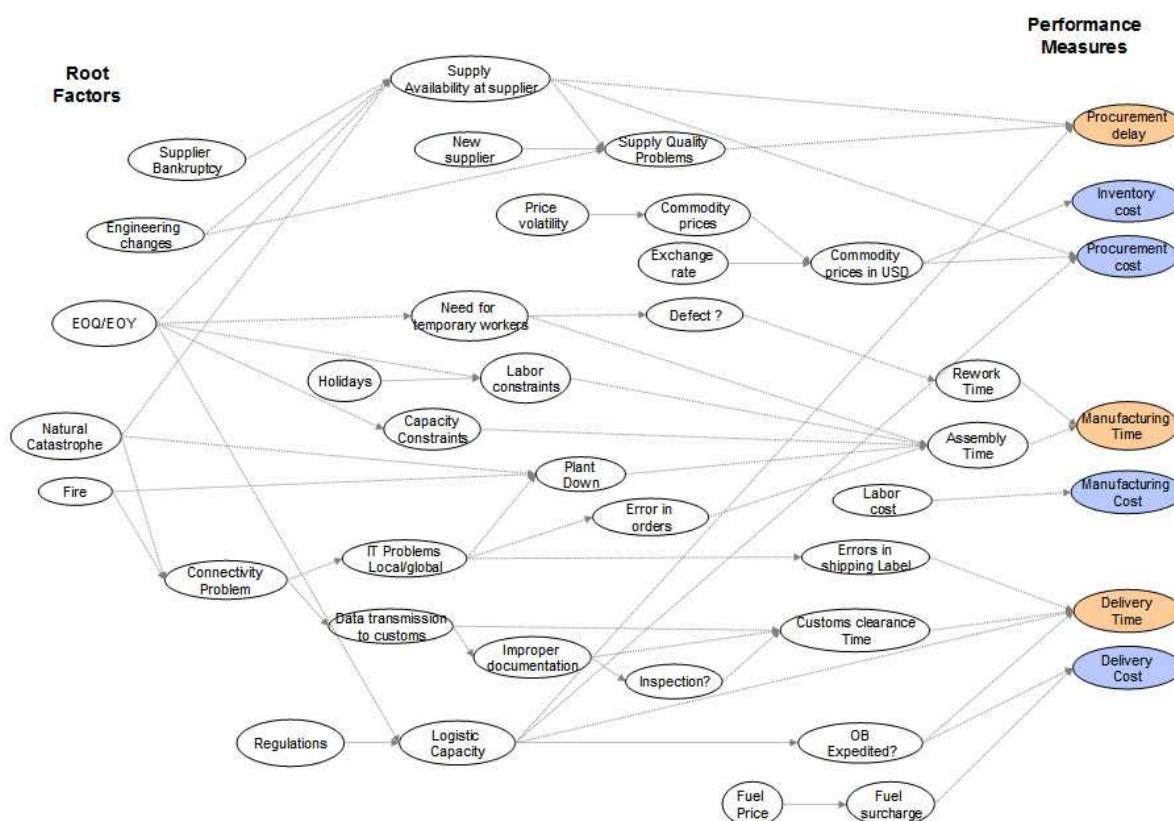 Performance
Measures
Root
Factors
Supply
Availability at supplier
Procurement
delay
New
supplier
Supply Quality
Problems
Supplier
Bankruptcy
Inventory
cost
Price
volatility
Commodity
prices
Engineering
changes
Exchange
rate
Commodity
prices in USD
Procurement
cost
EOQ/EOY
Need for
temporary workers
Defect ?
Holidays
Labor
constraints
Rework
Time
Natural
Catastrophe
Capacity
Constraints
Assembly
Time
Manufacturing
Time
Plant
Down
Fire
Labor
cost
Manufacturing
Cost
Error in
orders
IT Problems
Local/global
Errors in
shipping Label
Connectivity
Problem
Data transmission
to customs
Customs clearance
Time
Delivery
Time
Improper
documentation
Inspection?
Delivery
Cost
Regulations
Logistic
Capacity
OB
Expedited?
Fuel
Price
Fuel
surcharge